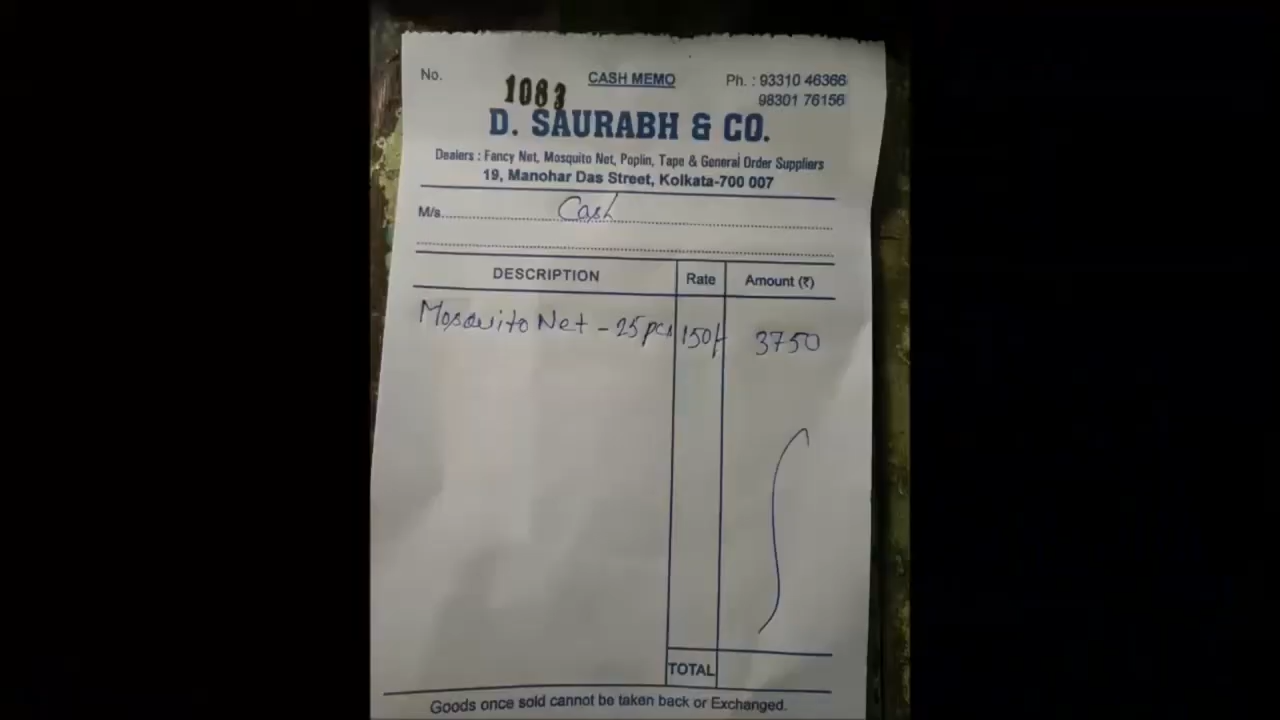 No. 1083 CASH MEMO Ph. : 93310 46366
98301 76156
D. SAURABH & CO.
Dealers : Fancy Net, Mosquito Net, Poplin, Tape & General Order Suppliers
19, Manohar Das Street, Kolkata-700 007
M/s. Cash
DESCRIPTION Rate Amount (₹)
Mosquito Net - 25 pcs 150/- 3750
TOTAL
Goods once sold cannot be taken back or Exchanged.